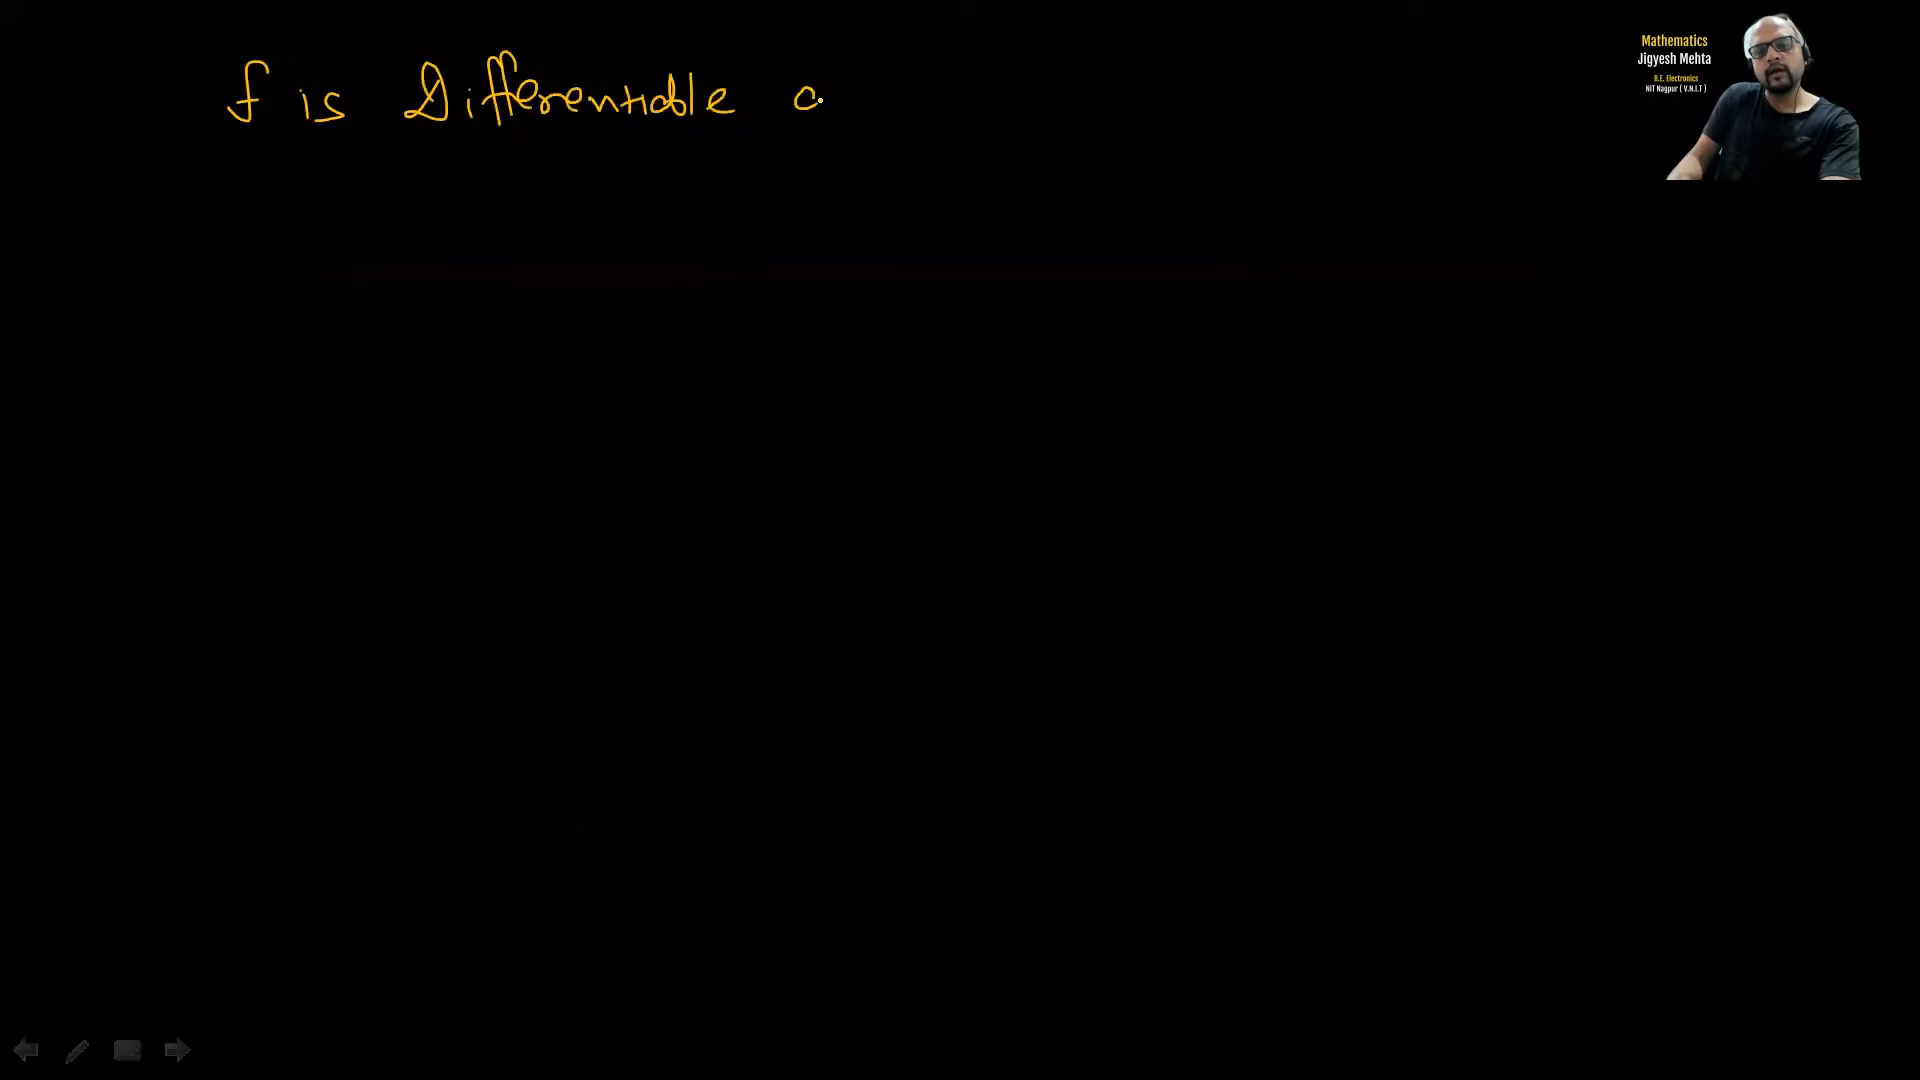 f is Differentiable
Mathematics
Jigyesh Mehta
B.E. Electronics
NIT Nagpur ( V.N.I.T )